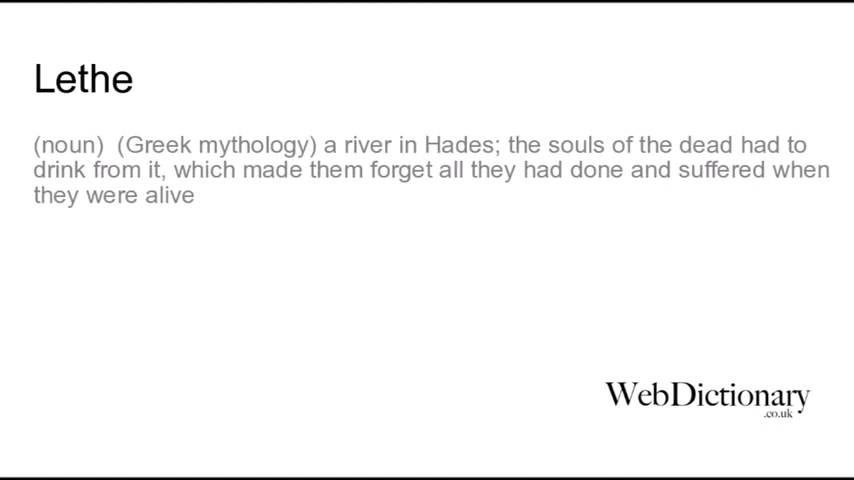 Lethe
(noun)  (Greek mythology) a river in Hades; the souls of the dead had to
drink from it, which made them forget all they had done and suffered when
they were alive
WebDictionary
.co.uk